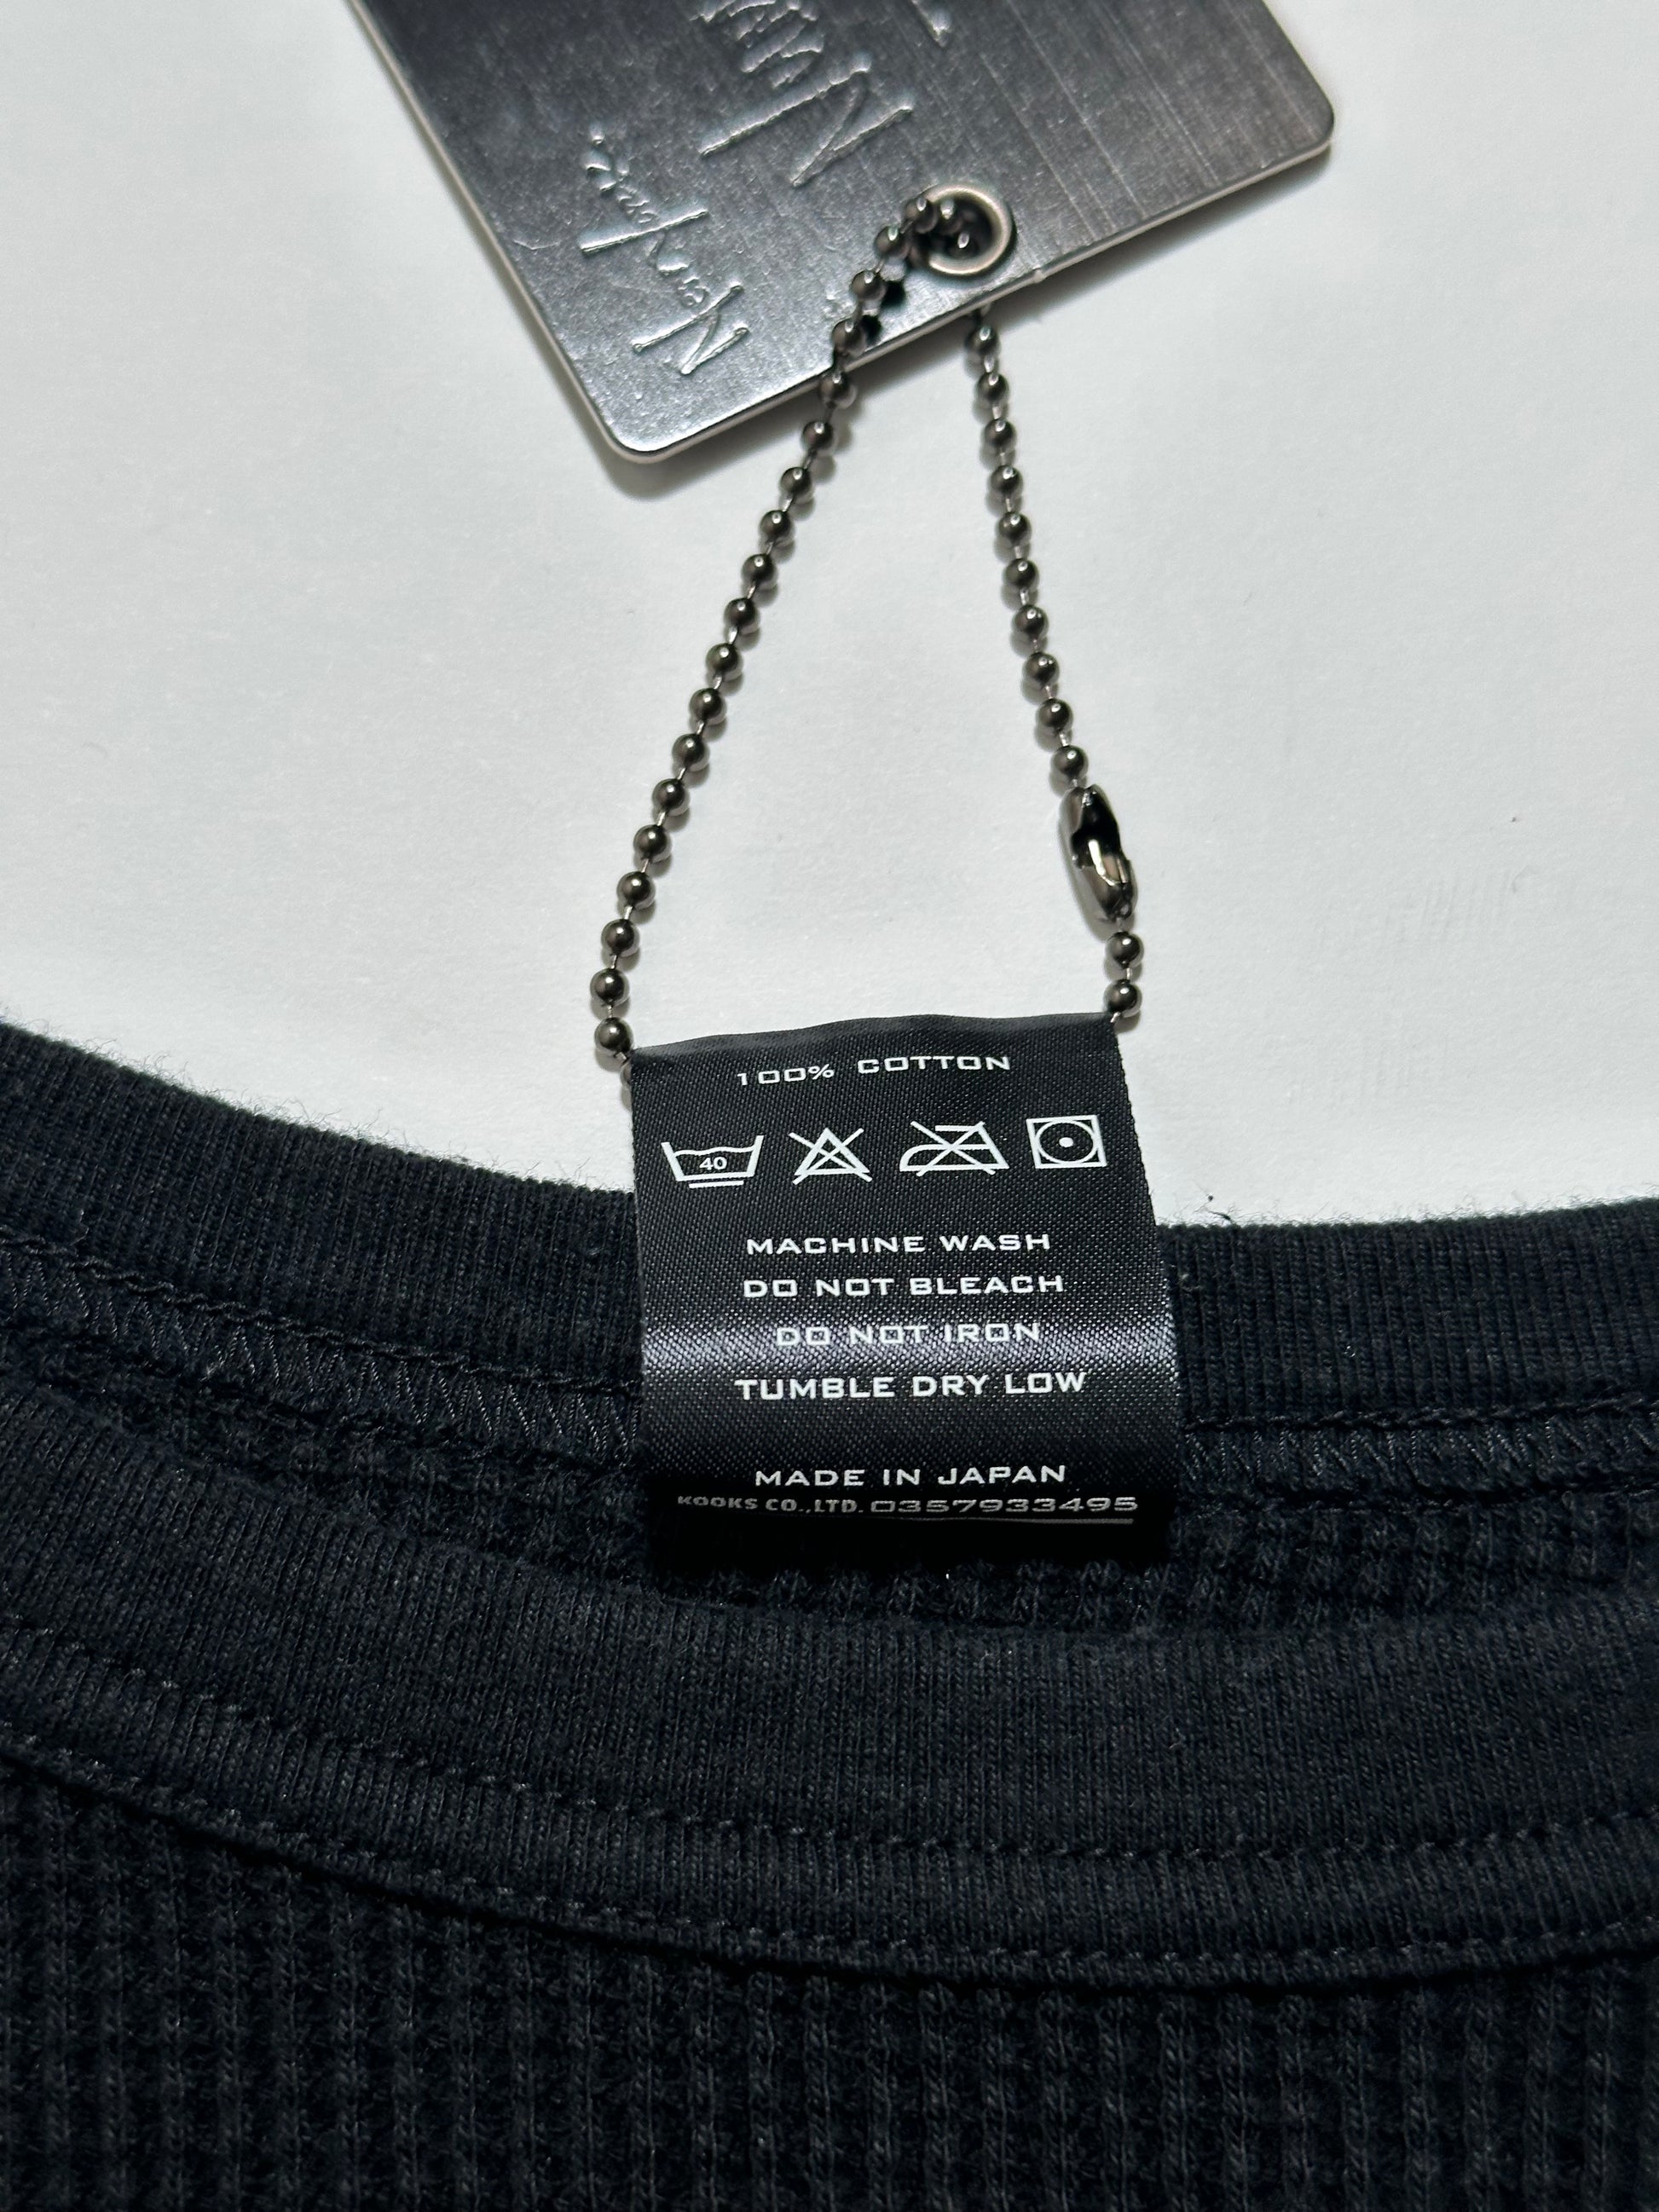 100% COTTON
40
MACHINE WASH
DO NOT BLEACH
DO NOT IRON
TUMBLE DRY LOW
MADE IN JAPAN
KOOKS CO.,LTD. 0357933495